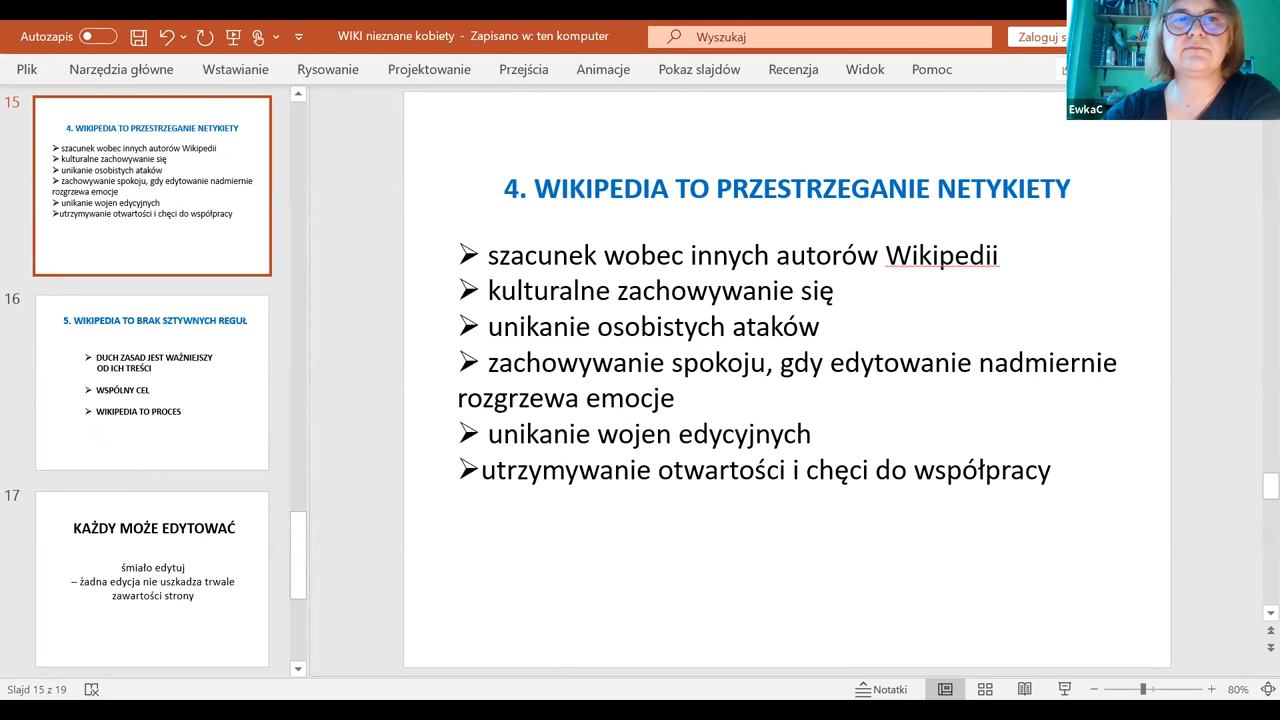 Autozapis
WIKI nieznane kobiety - Zapisano w: ten komputer
Wyszukaj
Zaloguj s
Plik
Narzędzia główne
Wstawianie
Rysowanie
Projektowanie
Przejścia
Animacje
Pokaz slajdów
Recenzja
Widok
Pomoc
EwkaC
15
4. WIKIPEDIA TO PRZESTRZEGANIE NETYKIETY
➢ szacunek wobec innych autorów Wikipedii
➢ kulturalne zachowywanie się
➢ unikanie osobistych ataków
➢ zachowywanie spokoju, gdy edytowanie nadmiernie
rozgrzewa emocje
➢ unikanie wojen edycyjnych
➢utrzymywanie otwartości i chęci do współpracy
16
5. WIKIPEDIA TO BRAK SZTYWNYCH REGUŁ
➢ DUCH ZASAD JEST WAŻNIEJSZY
OD ICH TREŚCI
➢ WSPÓLNY CEL
➢ WIKIPEDIA TO PROCES
17
KAŻDY MOŻE EDYTOWAĆ
śmiało edytuj
– żadna edycja nie uszkadza trwale
zawartości strony
4. WIKIPEDIA TO PRZESTRZEGANIE NETYKIETY
➢ szacunek wobec innych autorów Wikipedii
➢ kulturalne zachowywanie się
➢ unikanie osobistych ataków
➢ zachowywanie spokoju, gdy edytowanie nadmiernie
rozgrzewa emocje
➢ unikanie wojen edycyjnych
➢utrzymywanie otwartości i chęci do współpracy
Slajd 15 z 19
Notatki
80%